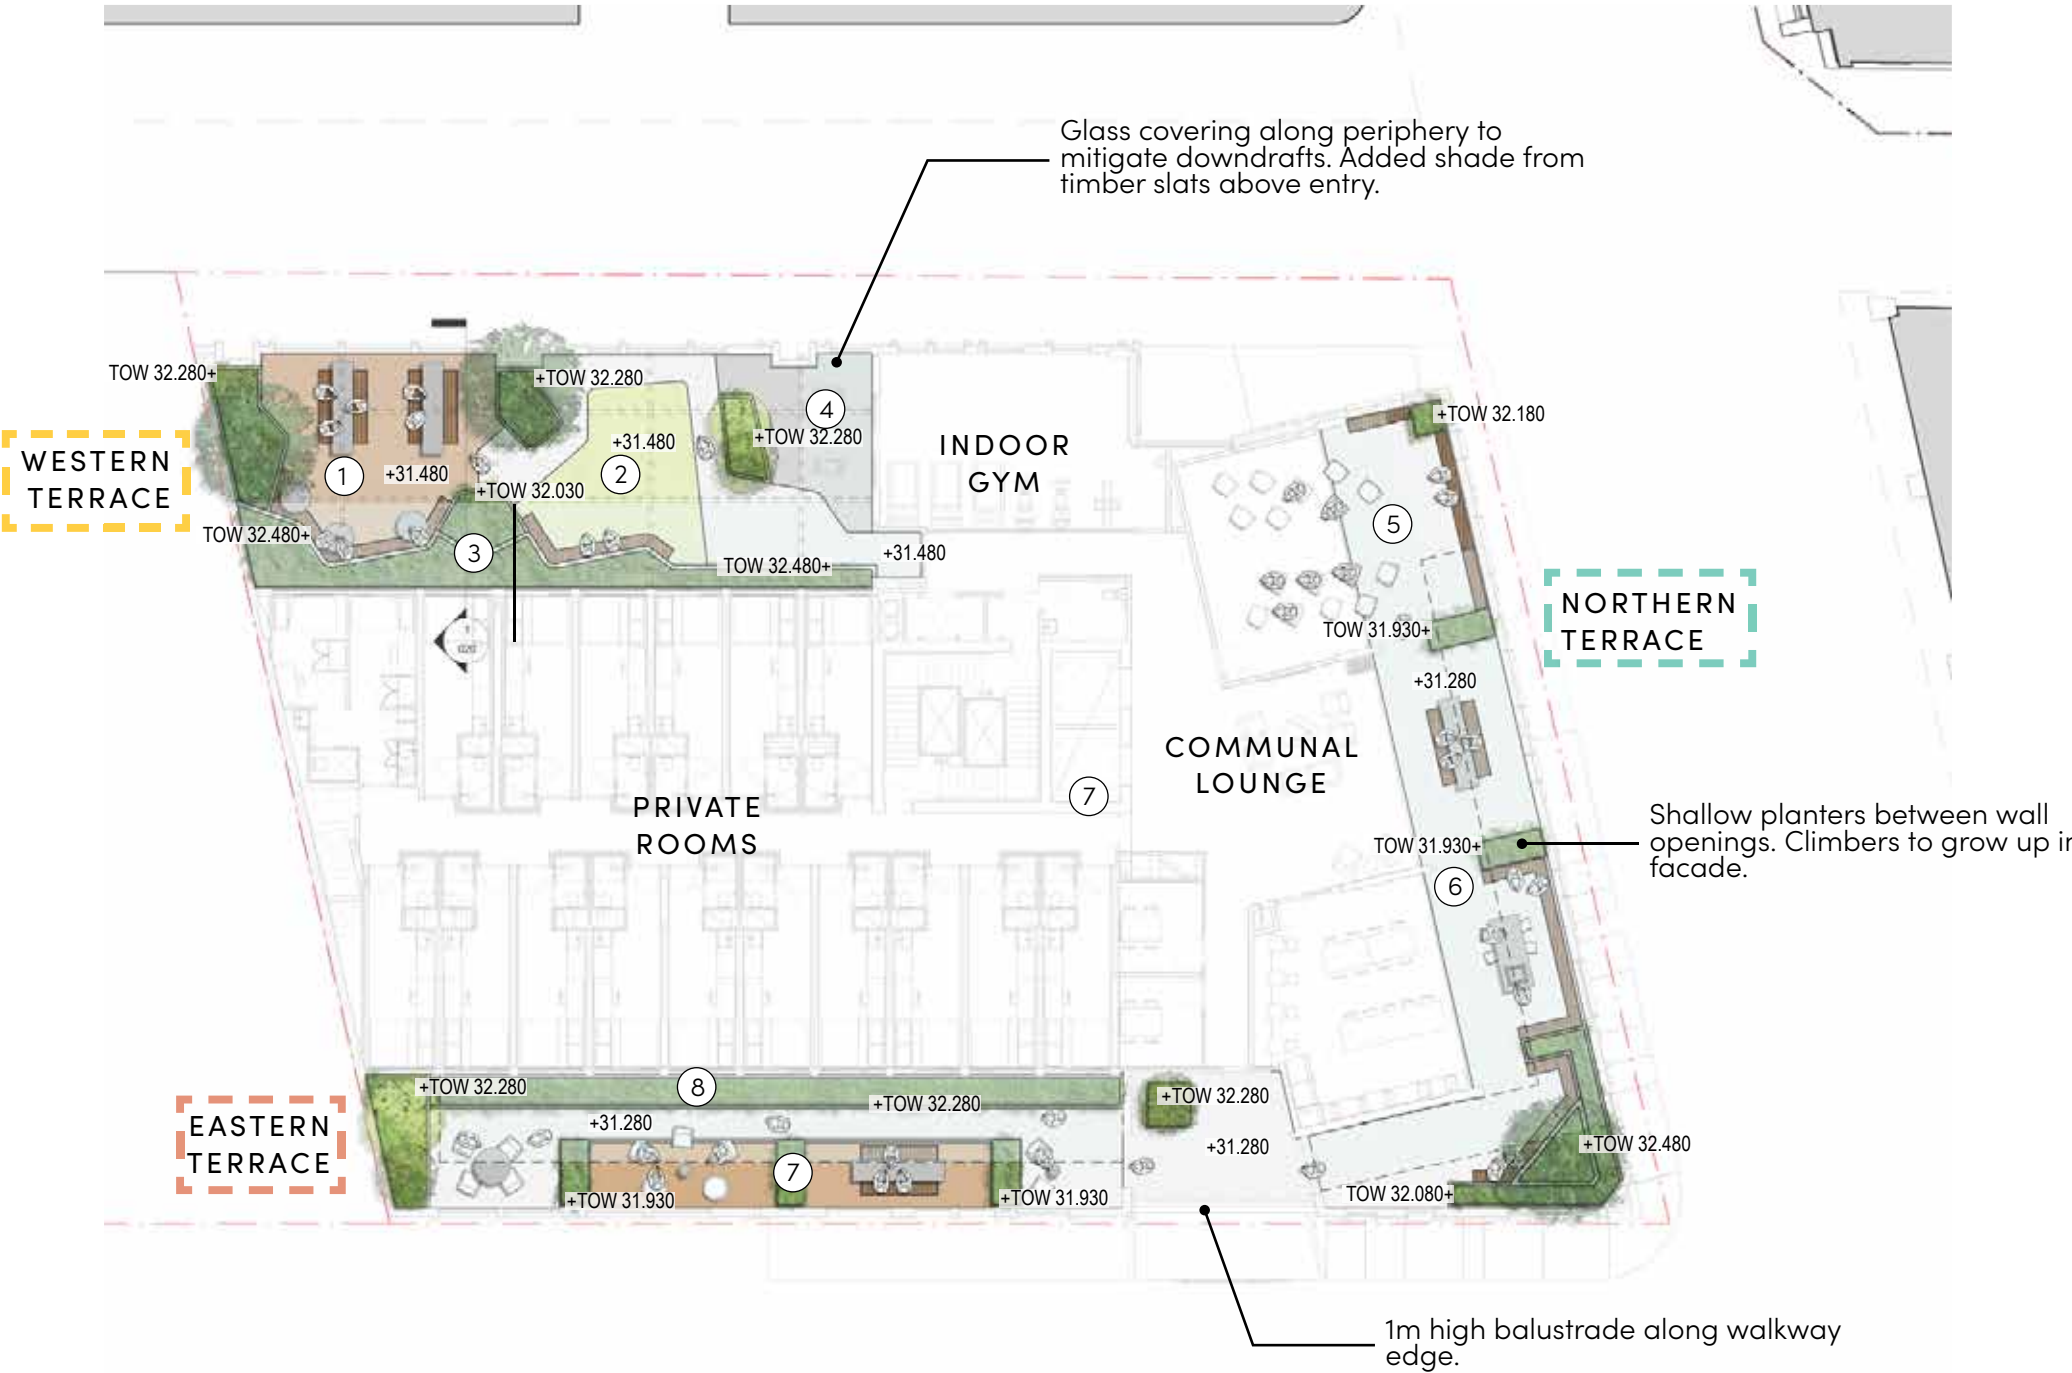 Glass covering along periphery to
mitigate downdrafts. Added shade from
timber slats above entry.
TOW 32.280+
+TOW 32.280
4
+TOW 32.180
WESTERN
TERRACE
1
+31.480
+31.480
2
+TOW 32.280
INDOOR
GYM
+TOW 32.030
5
TOW 32.480+
3
TOW 32.480+
+31.480
NORTHERN
TERRACE
1
020
TOW 31.930+
+31.280
PRIVATE
ROOMS
7
COMMUNAL
LOUNGE
TOW 31.930+
6
Shallow planters between wall
openings. Climbers to grow up
facade.
EASTERN
TERRACE
+TOW 32.280
8
+TOW 32.280
+31.280
+TOW 32.280
+31.280
+TOW 32.480
7
+TOW 31.930
+TOW 31.930
TOW 32.080+
1m high balustrade along walkway
edge.